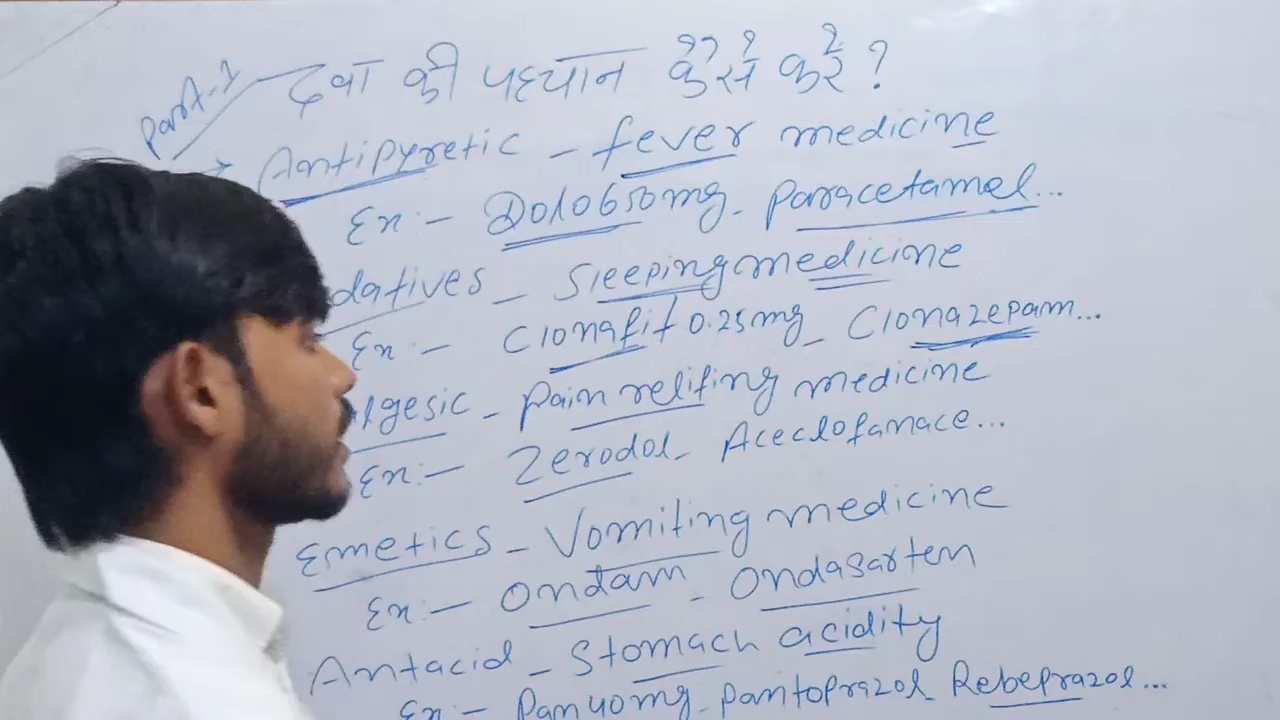 Part-1
दवा की पहचान कैसे करें ?
→ Antipyretic - fever medicine
Ex:- Dolo650mg - Paracetamol...
datives - Sleeping medicine
Ex:- Clonafit 0.25mg - Clonazepam...
lgesic - Pain relifing medicine
Ex:- Zerodol - Aceclofanace...
Emetics - Vomiting medicine
Ex:- Ondam - Ondasarten
Antacid - Stomach acidity
Ex:- Pan40mg - pantoprazol Rebeprazol...